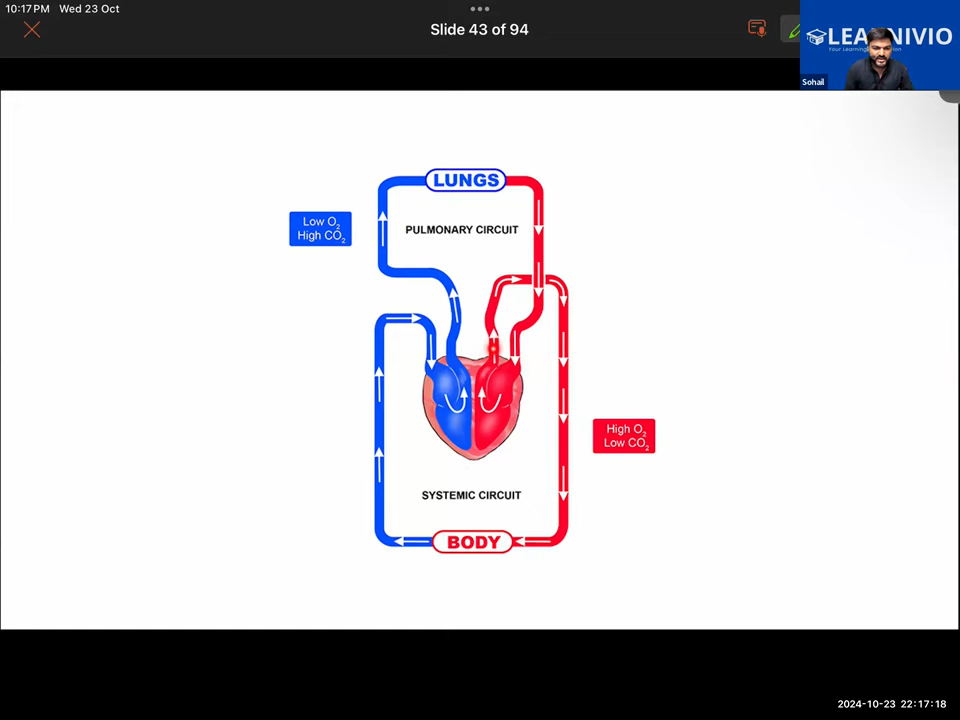 10:17 PM Wed 23 Oct
Slide 43 of 94
Sohail
LUNGS
Low O₂
High CO₂
PULMONARY CIRCUIT
High O₂
Low CO₂
SYSTEMIC CIRCUIT
BODY
2024-10-23 22:17:18